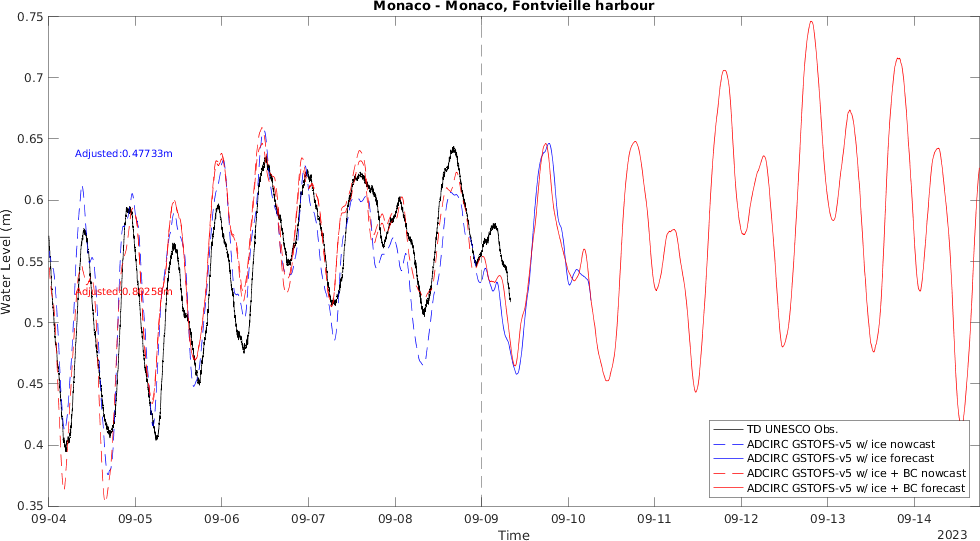 Monaco - Monaco, Fontvieille harbour
0.75
0.7
0.65
0.6
0.55
0.5
0.45
0.4
0.35
Water Level (m)
Adjusted:0.47733m
09-04
09-05
09-06
09-07
09-08
09-09
09-10
09-11
09-12
09-13
09-14
Time
2023
TD UNESCO Obs.
ADCIRC GSTOFS-v5 w/ ice nowcast
ADCIRC GSTOFS-v5 w/ ice forecast
ADCIRC GSTOFS-v5 w/ ice + BC nowcast
ADCIRC GSTOFS-v5 w/ ice + BC forecast